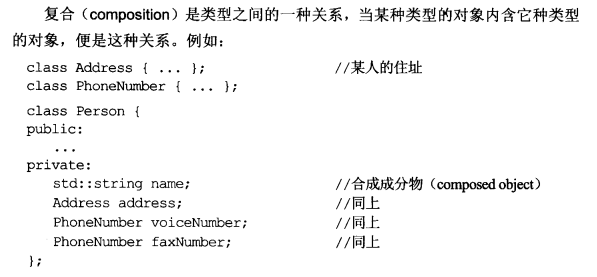 复合（composition）是类型之间的一种关系，当某种类型的对象内含它种类型
的对象，便是这种关系。例如：
class Address { ... }; //某人的住址
class PhoneNumber { ... };
class Person {
public:
...
private:
std::string name; //合成成分物（composed object）
Address address; //同上
PhoneNumber voiceNumber; //同上
PhoneNumber faxNumber; //同上
};